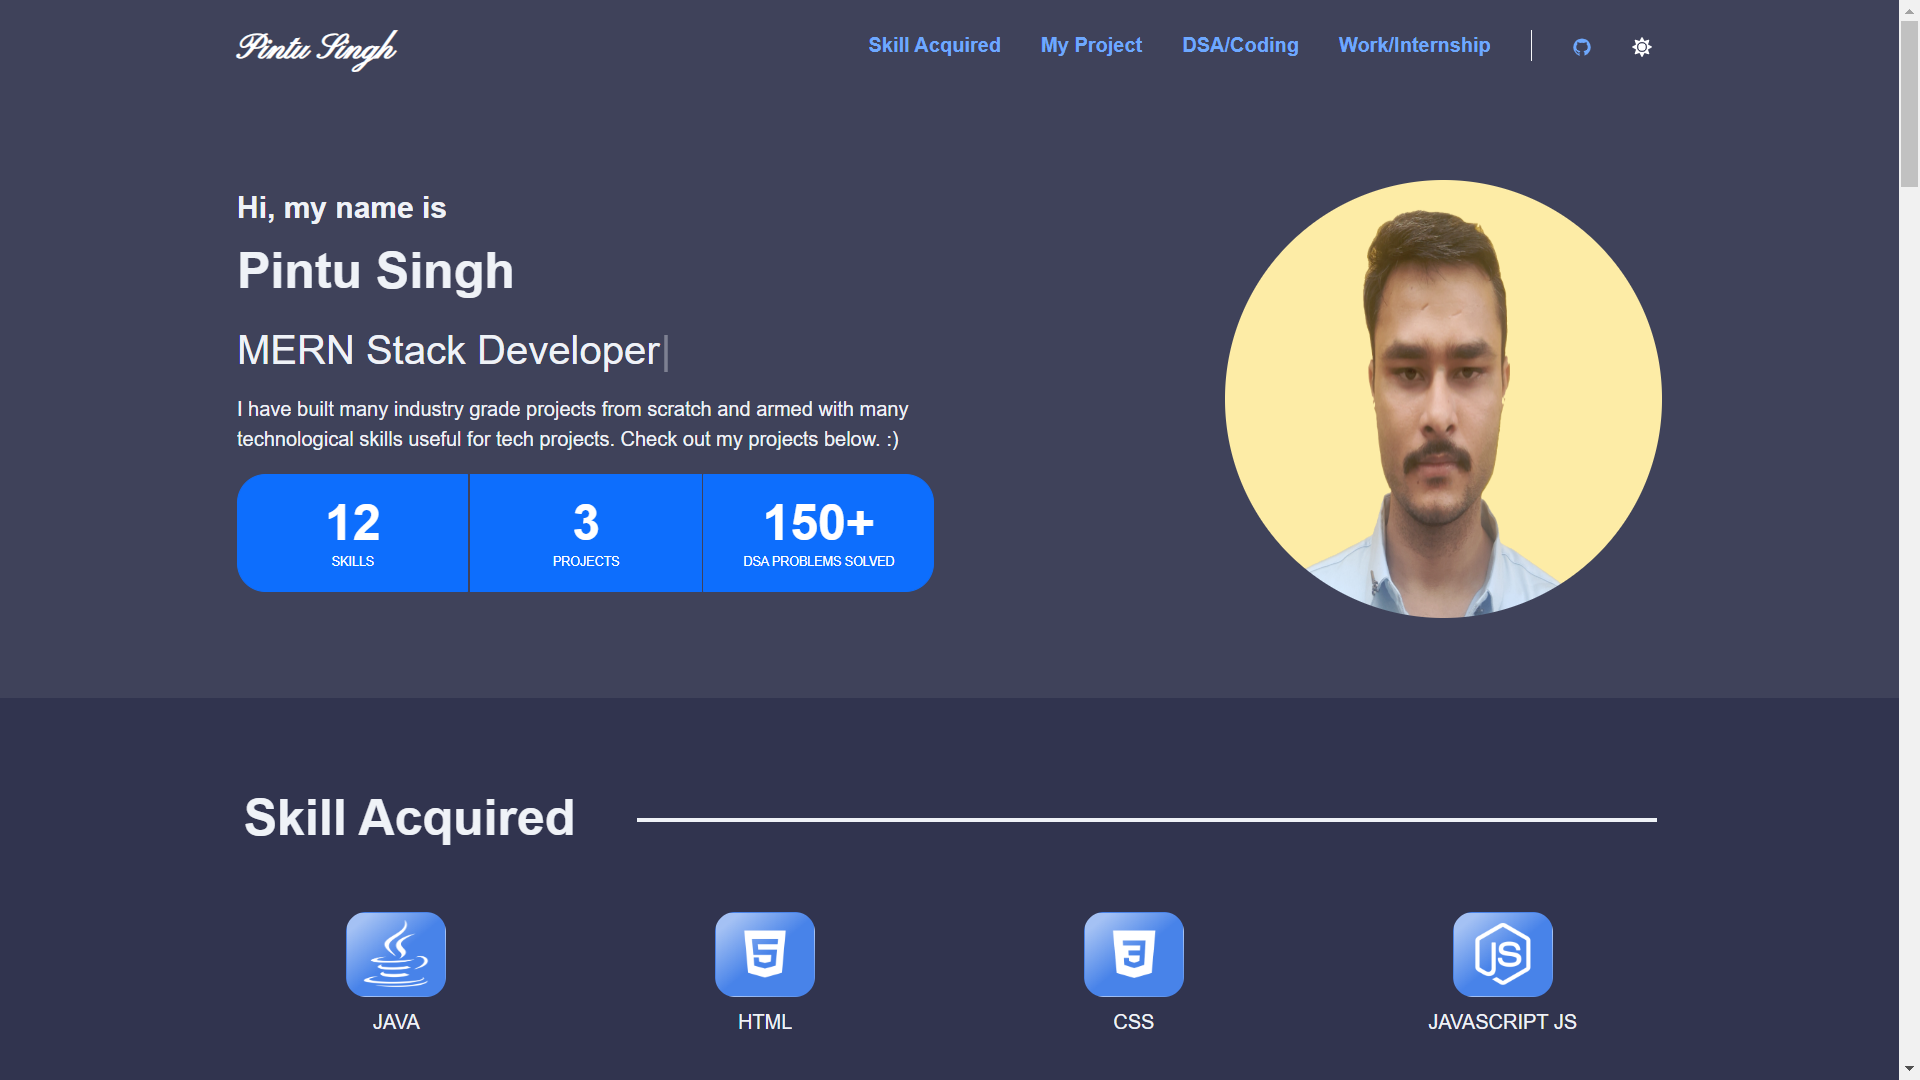 Pintu Singh
Skill Acquired
My Project
DSA/Coding
Work/Internship
Hi, my name is
Pintu Singh
MERN Stack Developer|
I have built many industry grade projects from scratch and armed with many
technological skills useful for tech projects. Check out my projects below. :)
12
SKILLS
3
PROJECTS
150+
DSA PROBLEMS SOLVED
Skill Acquired
JAVA
5
HTML
3
CSS
JS
JAVASCRIPT JS